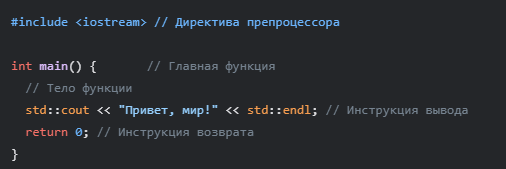 #include <iostream> // Директива препроцессора

int main() {       // Главная функция
  // Тело функции
  std::cout << "Привет, мир!" << std::endl; // Инструкция вывода
  return 0; // Инструкция возврата
}